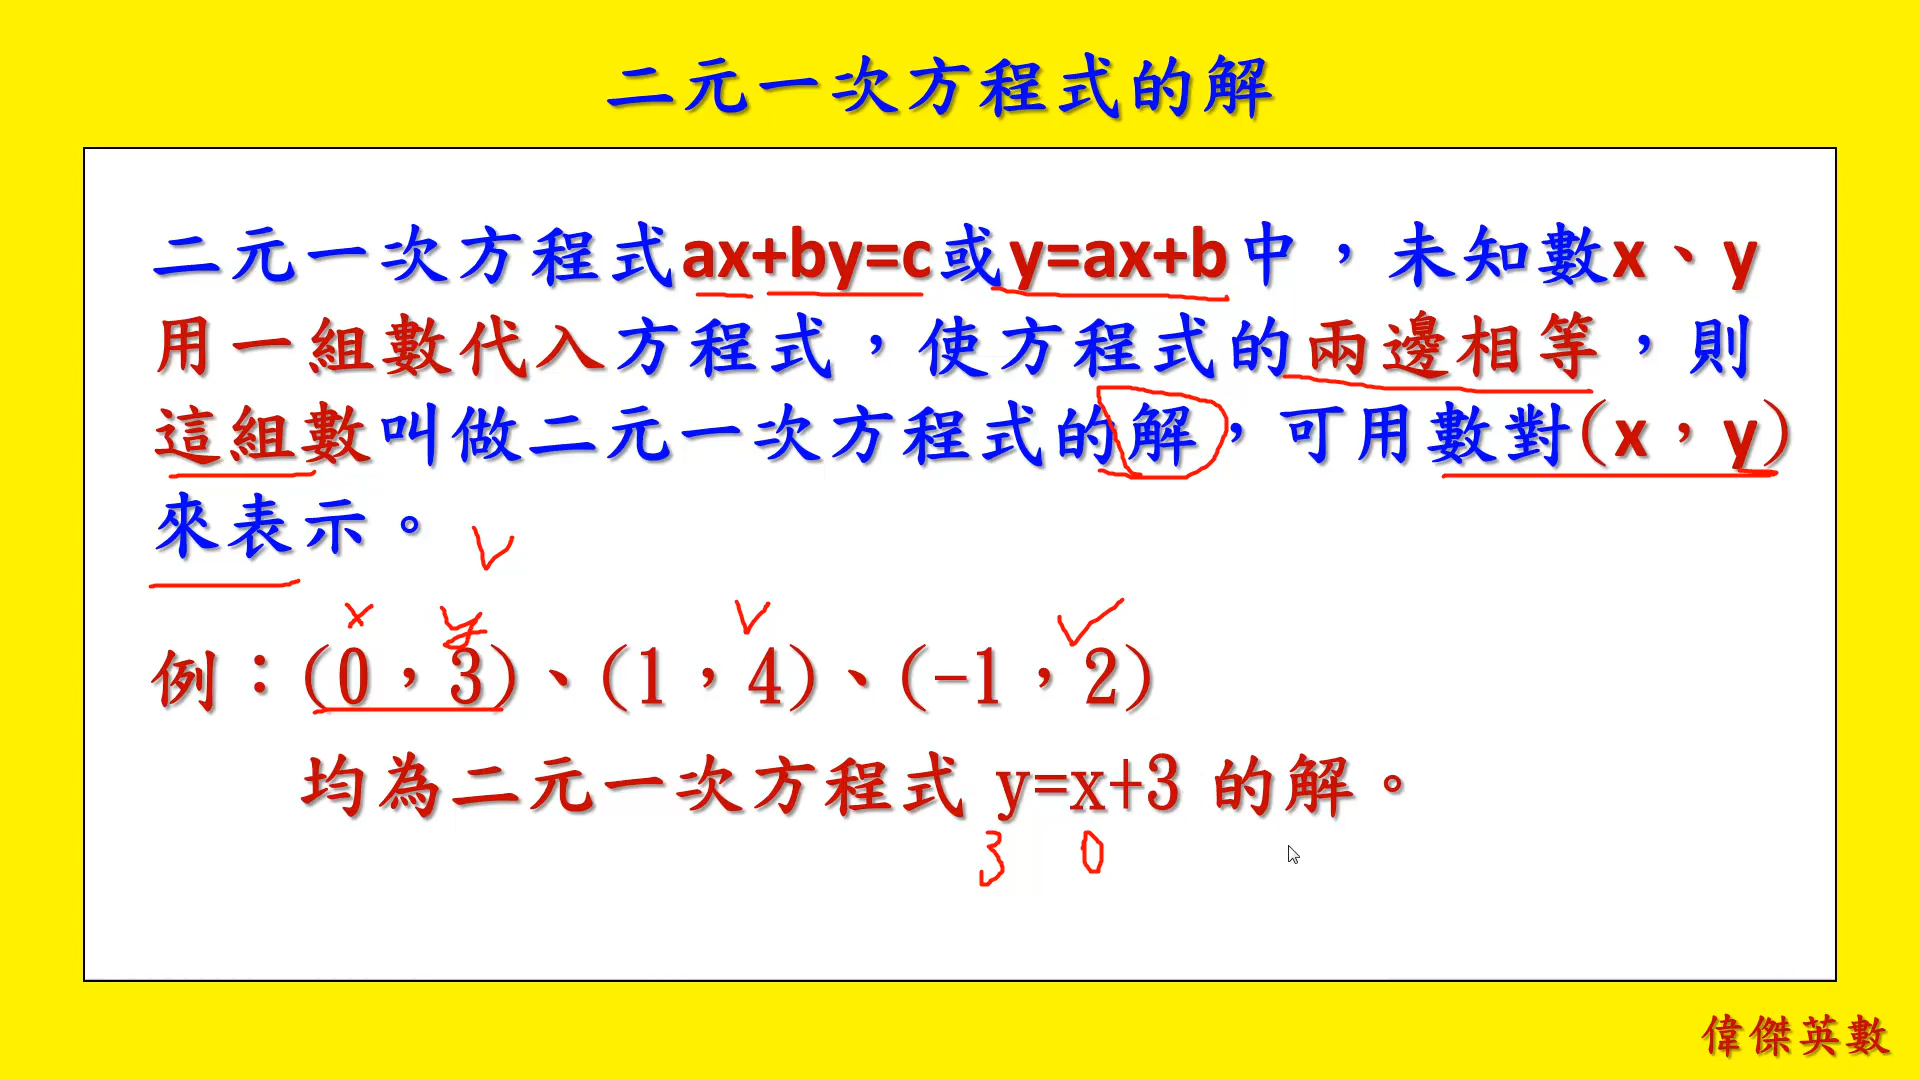 二元一次方程式的解
二元一次方程式ax+by=c或y=ax+b中，未知數x、y
用一組數代入方程式，使方程式的兩邊相等，則
這組數叫做二元一次方程式的解，可用數對(x，y)
來表示。
x y
例：(0，3)、(1，4)、(-1，2)
均為二元一次方程式 y=x+3 的解。
3 0
偉傑英數